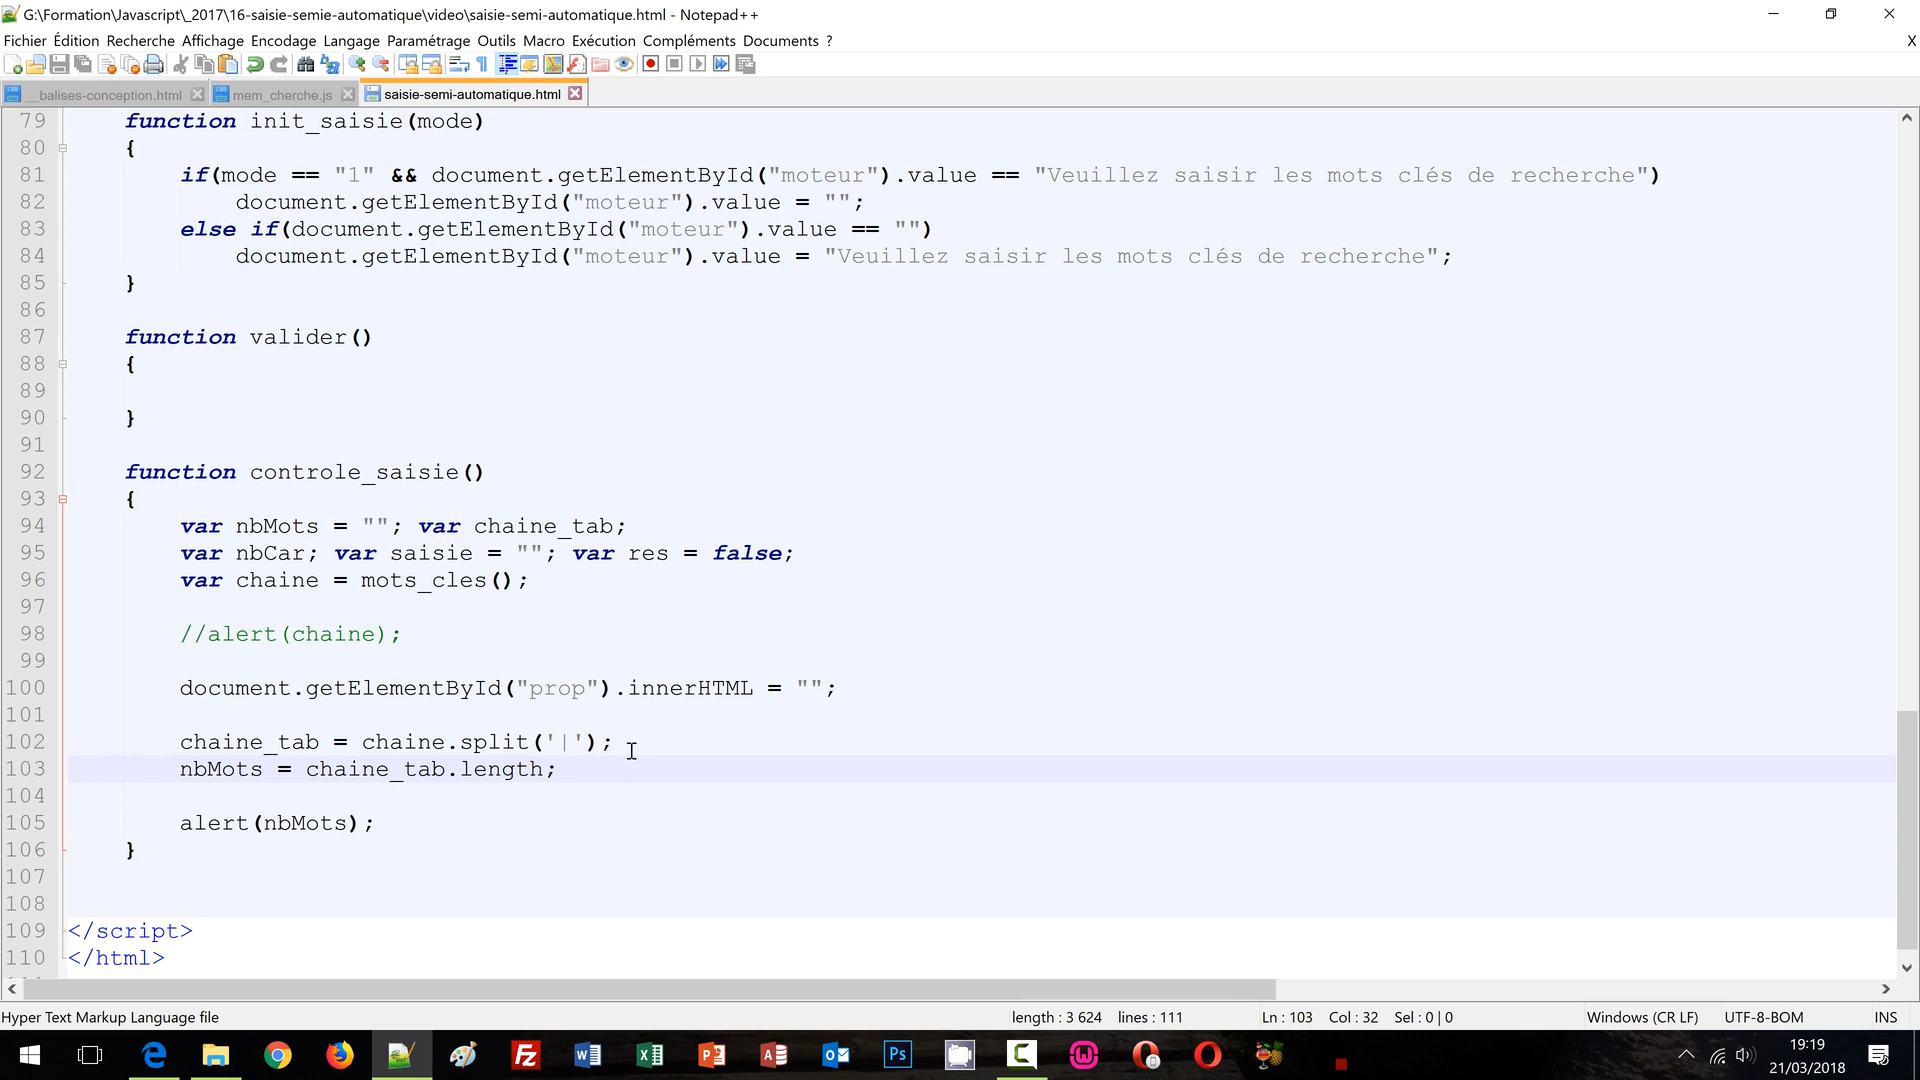 G:\Formation\Javascript\_2017\16-saisie-semie-automatique\video\saisie-semi-automatique.html - Notepad++
Fichier Édition Recherche Affichage Encodage Langage Paramétrage Outils Macro Exécution Compléments Documents ? X
__balises-conception.html mem_cherche.js saisie-semi-automatique.html
79 function init_saisie(mode)
80 {
81 if(mode == "1" && document.getElementById("moteur").value == "Veuillez saisir les mots clés de recherche")
82 document.getElementById("moteur").value = "";
83 else if(document.getElementById("moteur").value == "")
84 document.getElementById("moteur").value = "Veuillez saisir les mots clés de recherche";
85 }
86
87 function valider()
88 {
89
90 }
91
92 function controle_saisie()
93 {
94 var nbMots = ""; var chaine_tab;
95 var nbCar; var saisie = ""; var res = false;
96 var chaine = mots_cles();
97
98 //alert(chaine);
99
100 document.getElementById("prop").innerHTML = "";
101
102 chaine_tab = chaine.split('|');
103 nbMots = chaine_tab.length;
104
105 alert(nbMots);
106 }
107
108
109 </script>
110 </html>
Hyper Text Markup Language file length : 3 624 lines : 111 Ln : 103 Col : 32 Sel : 0 | 0 Windows (CR LF) UTF-8-BOM INS
19:19
21/03/2018